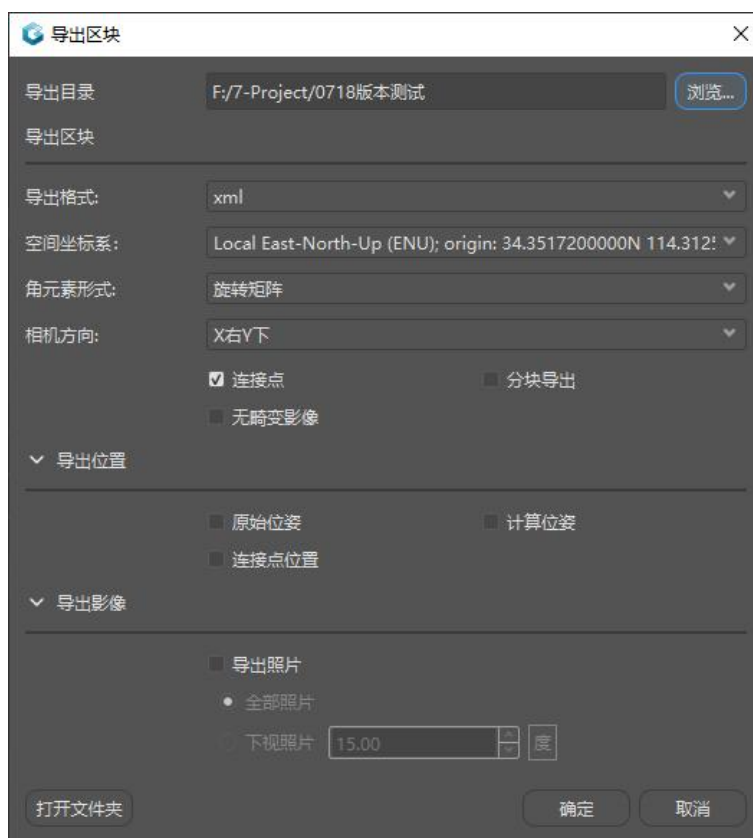 导出区块
导出目录 F:/7-Project/0718版本测试 浏览...
导出区块
导出格式: xml
空间坐标系: Local East-North-Up (ENU); origin: 34.3517200000N 114.312
角元素形式: 旋转矩阵
相机方向: X右Y下
连接点 分块导出
无畸变影像
导出位置
原始位姿 计算位姿
连接点位置
导出影像
导出照片
全部照片
下视照片 15.00 度
打开文件夹 确定 取消